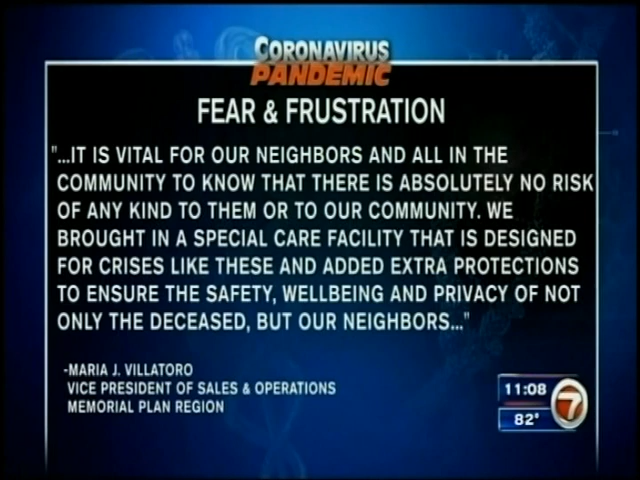 CORONAVIRUS
PANDEMIC
FEAR & FRUSTRATION
"...IT IS VITAL FOR OUR NEIGHBORS AND ALL IN THE
COMMUNITY TO KNOW THAT THERE IS ABSOLUTELY NO RISK
OF ANY KIND TO THEM OR TO OUR COMMUNITY. WE
BROUGHT IN A SPECIAL CARE FACILITY THAT IS DESIGNED
FOR CRISES LIKE THESE AND ADDED EXTRA PROTECTIONS
TO ENSURE THE SAFETY, WELLBEING AND PRIVACY OF NOT
ONLY THE DECEASED, BUT OUR NEIGHBORS..."
-MARIA J. VILLATORO
VICE PRESIDENT OF SALES & OPERATIONS
MEMORIAL PLAN REGION
11:08
82°
7